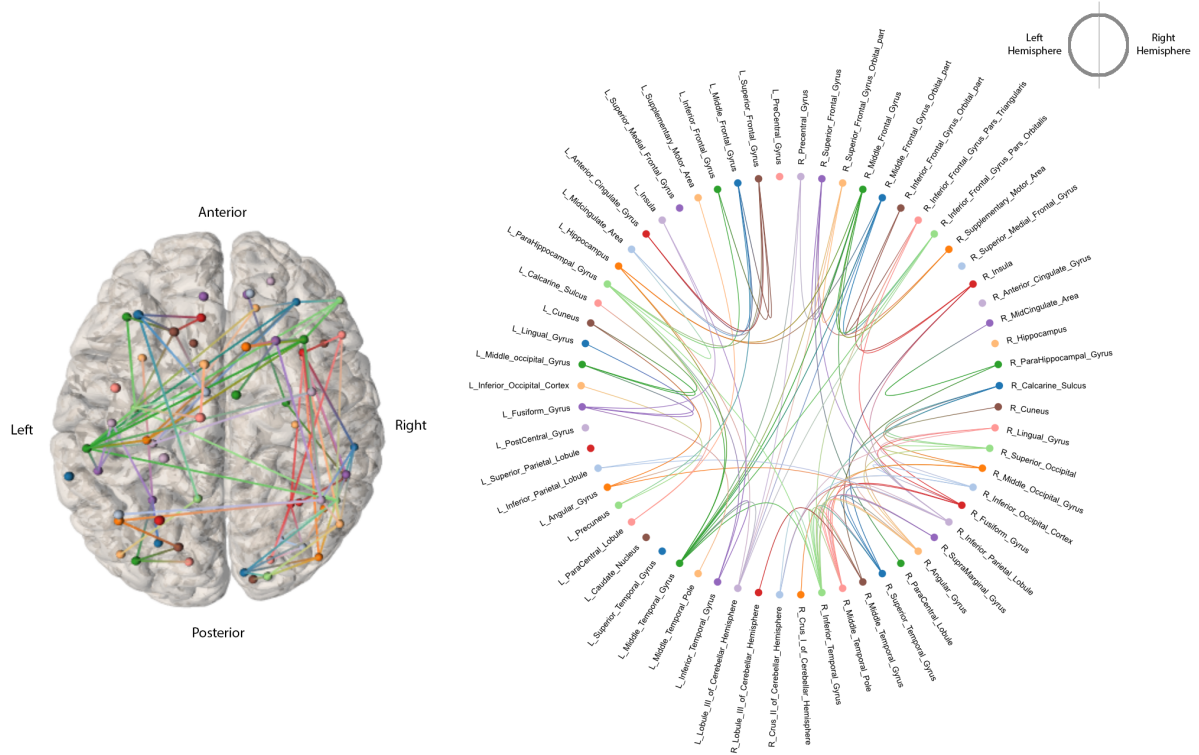 Left
Hemisphere
Right
Hemisphere
Anterior
Left
Right
Posterior
L_PreCentral_Gyrus
L_Superior_Frontal_Gyrus
L_Middle_Frontal_Gyrus
L_Inferior_Frontal_Gyrus
L_Supplementary_Motor_Area
L_Superior_Medial_Frontal_Gyrus
L_Insula
L_Anterior_Cingulate_Gyrus
L_Midcingulate_Area
L_Hippocampus
L_ParaHippocampal_Gyrus
L_Calcarine_Sulcus
L_Cuneus
L_Lingual_Gyrus
L_Middle_occipital_Gyrus
L_Inferior_Occipital_Cortex
L_Fusiform_Gyrus
L_PostCentral_Gyrus
L_Superior_Parietal_Lobule
L_Inferior_Parietal_Lobule
L_Angular_Gyrus
L_Precuneus
L_ParaCentral_Lobule
L_Caudate_Nucleus
L_Superior_Temporal_Gyrus
L_Middle_Temporal_Gyrus
L_Middle_Temporal_Pole
L_Inferior_Temporal_Gyrus
L_Lobule_III_of_Cerebellar_Hemisphere
R_Lobule_III_of_Cerebellar_Hemisphere
R_Crus_II_of_Cerebellar_Hemisphere
R_Crus_I_of_Cerebellar_Hemisphere
R_Inferior_Temporal_Gyrus
R_Middle_Temporal_Pole
R_Middle_Temporal_Gyrus
R_Superior_Temporal_Gyrus
R_ParaCentral_Lobule
R_Angular_Gyrus
R_SupraMarginal_Gyrus
R_Inferior_Parietal_Lobule
R_Fusiform_Gyrus
R_Inferior_Occipital_Cortex
R_Middle_Occipital_Gyrus
R_Superior_Occipital
R_Lingual_Gyrus
R_Cuneus
R_Calcarine_Sulcus
R_ParaHippocampal_Gyrus
R_Hippocampus
R_MidCingulate_Area
R_Anterior_Cingulate_Gyrus
R_Insula
R_Superior_Medial_Frontal_Gyrus
R_Supplementary_Motor_Area
R_Inferior_Frontal_Gyrus_Pars_Orbitalis
R_Inferior_Frontal_Gyrus_Pars_Triangularis
R_Inferior_Frontal_Gyrus_Orbital_part
R_Middle_Frontal_Gyrus_Orbital_part
R_Middle_Frontal_Gyrus
R_Superior_Frontal_Gyrus_Orbital_part
R_Superior_Frontal_Gyrus
R_Precentral_Gyrus